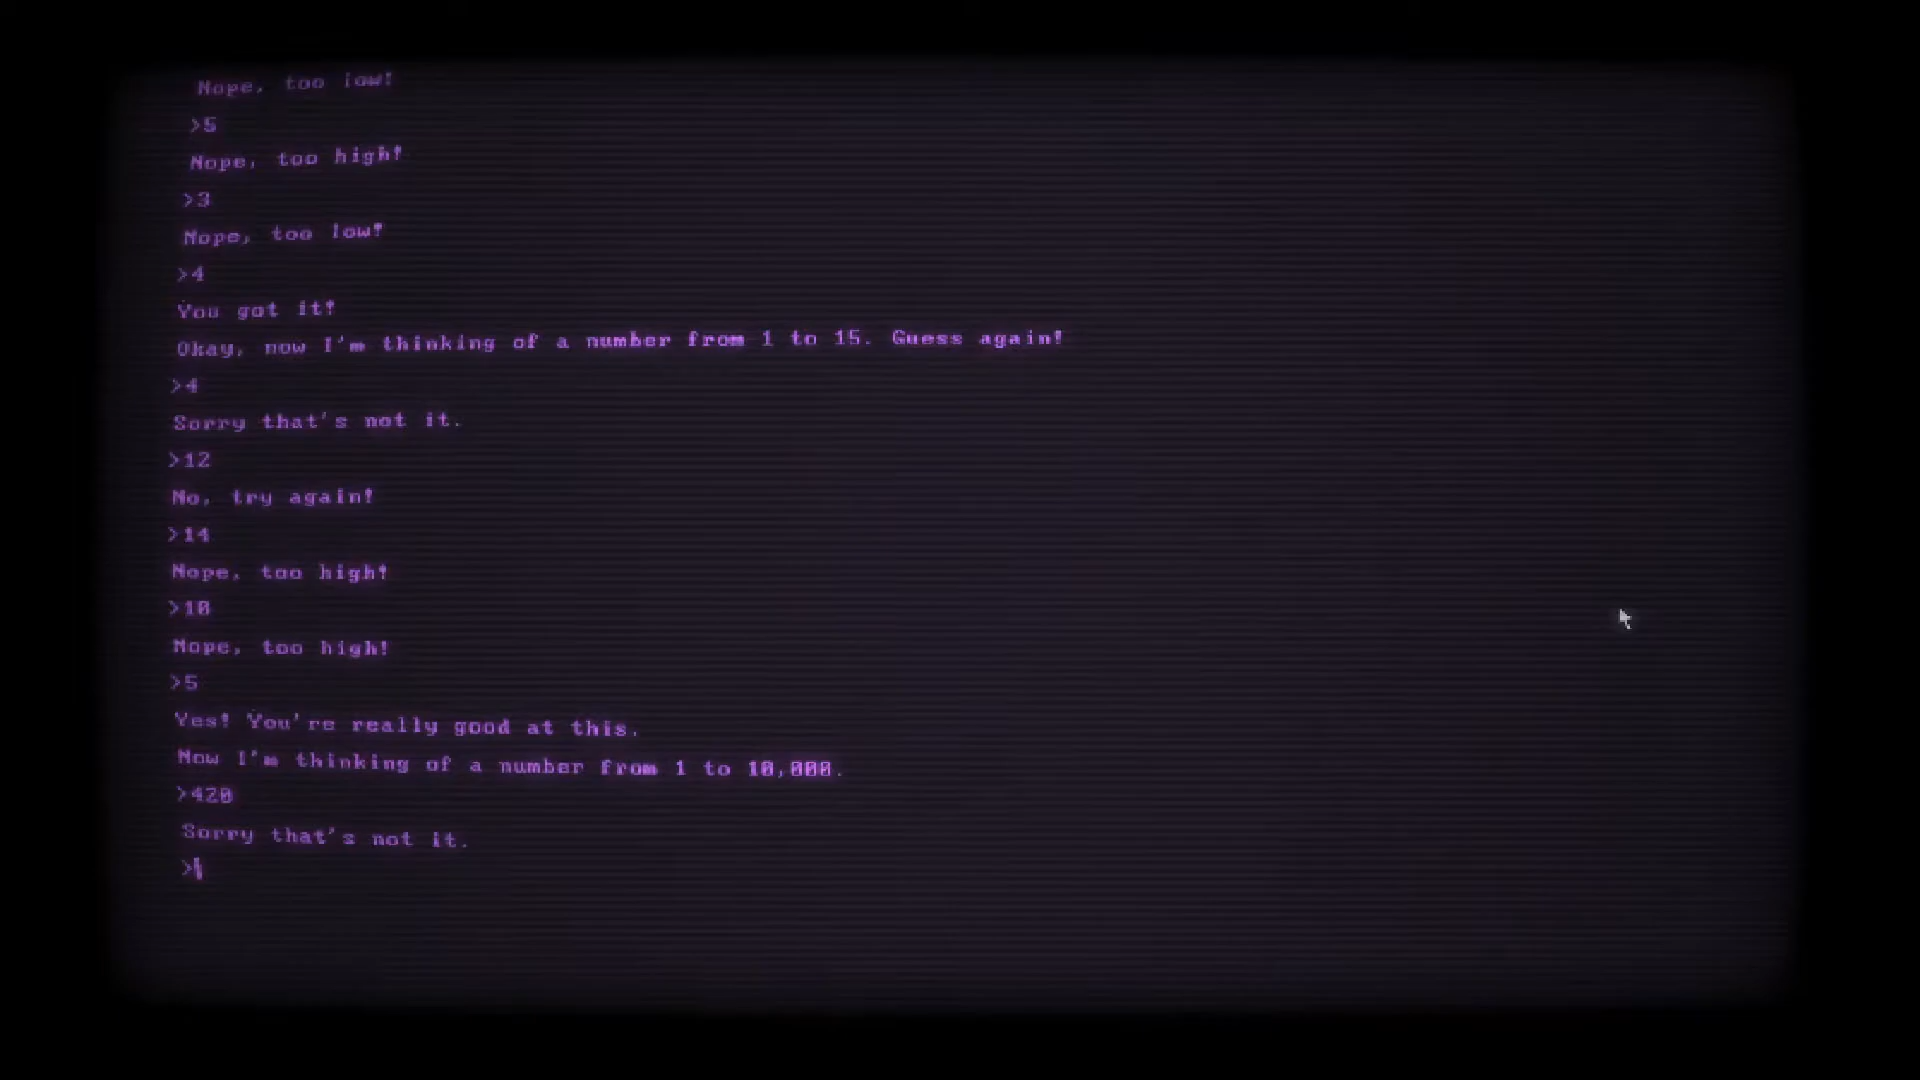 Nope, too low!
>5
Nope, too high!
>3
Nope, too low!
>4
You got it!
Okay, now I'm thinking of a number from 1 to 15. Guess again!
>4
Sorry that's not it.
>12
No, try again!
>14
Nope, too high!
>10
Nope, too high!
>5
Yes! You're really good at this.
Now I'm thinking of a number from 1 to 10,000.
>420
Sorry that's not it.
>